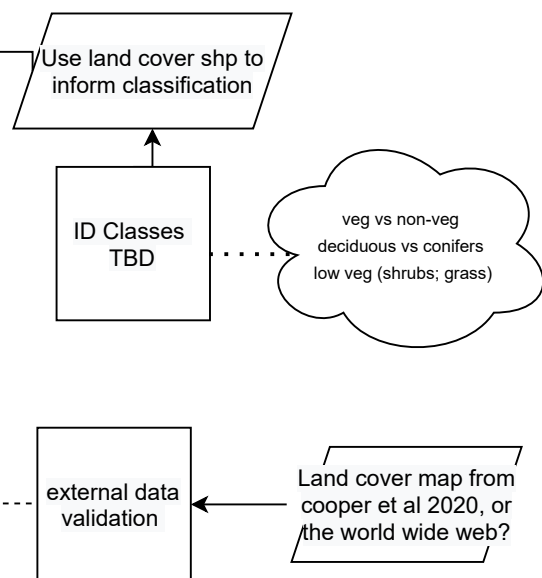 Use land cover shp to
inform classification
ID Classes
TBD
veg vs non-veg
deciduous vs conifers
low veg (shrubs; grass)
external data
validation
Land cover map from
cooper et al 2020, or
the world wide web?